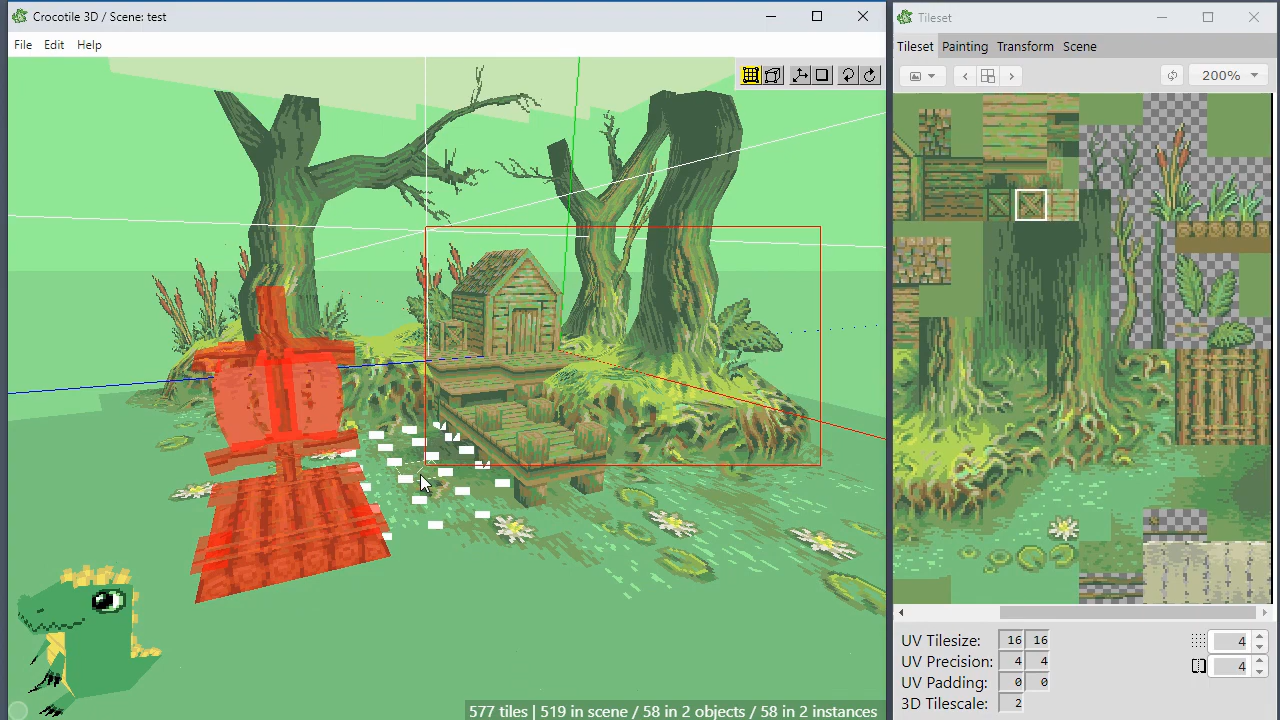 Crocotile 3D / Scene: test
File Edit Help
577 tiles | 519 in scene / 58 in 2 objects / 58 in 2 instances
Tileset
Tileset Painting Transform Scene
200%
UV Tilesize: 16 16
UV Precision: 4 4
UV Padding: 0 0
3D Tilescale: 2
4
4